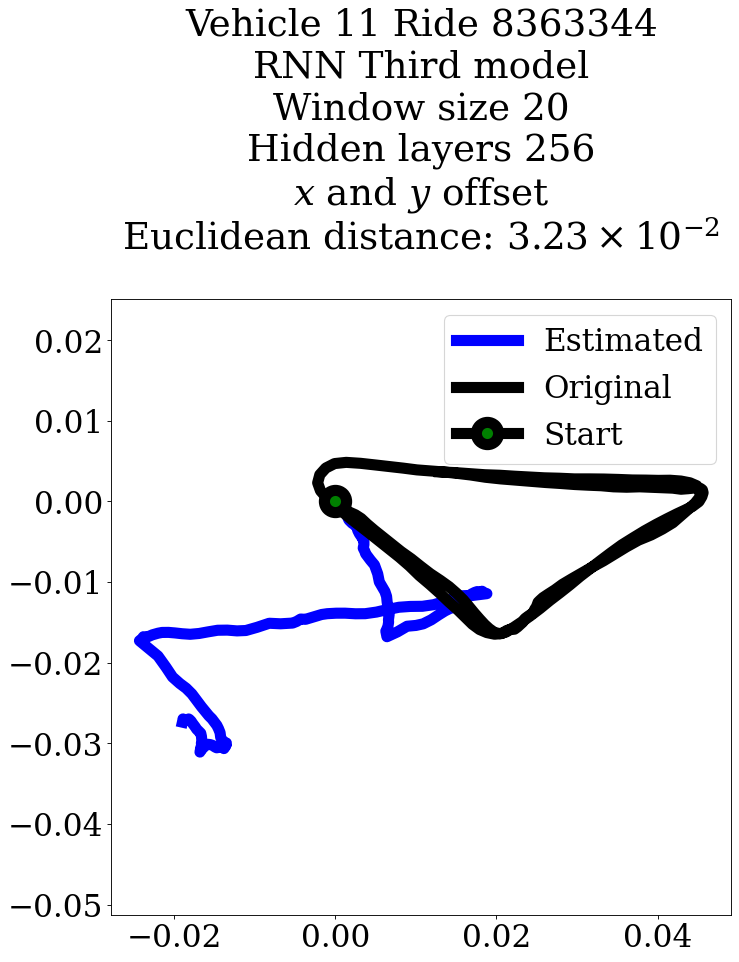 Vehicle 11 Ride 8363344
RNN Third model
Window size 20
Hidden layers 256
x and y offset
Euclidean distance: 3.23 × 10⁻²
Estimated
Original
Start
0.02
0.01
0.00
−0.01
−0.02
−0.03
−0.04
−0.05
−0.02 0.00 0.02 0.04